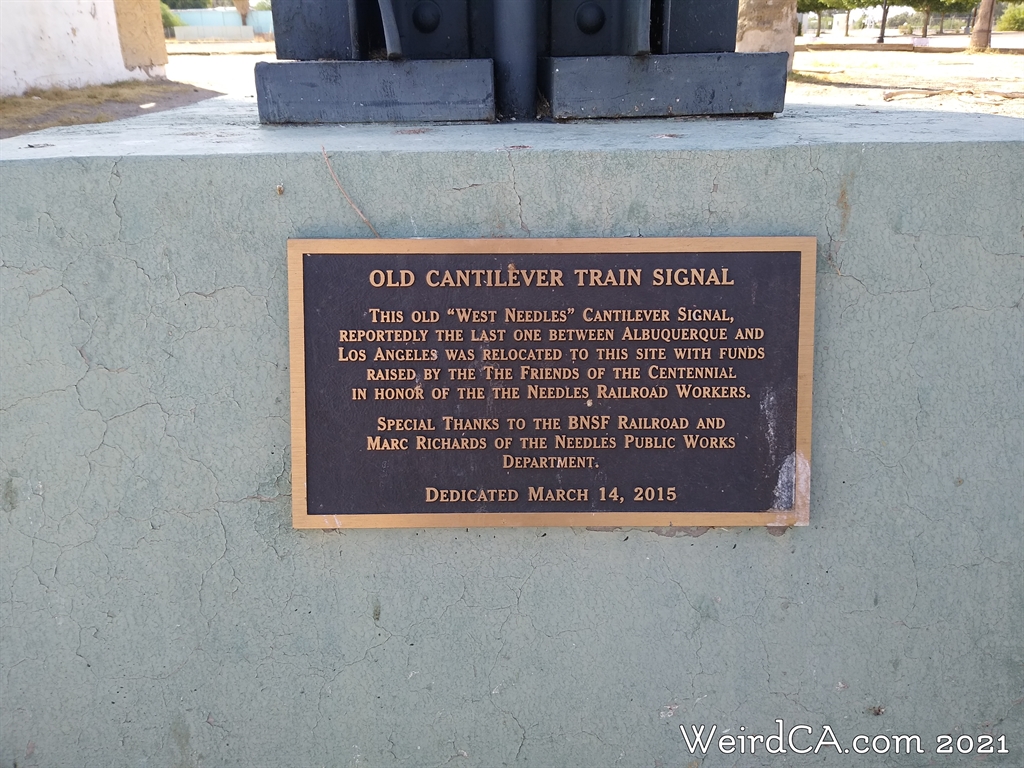 OLD CANTILEVER TRAIN SIGNAL
THIS OLD "WEST NEEDLES" CANTILEVER SIGNAL,
REPORTEDLY THE LAST ONE BETWEEN ALBUQUERQUE AND
LOS ANGELES WAS RELOCATED TO THIS SITE WITH FUNDS
RAISED BY THE THE FRIENDS OF THE CENTENNIAL
IN HONOR OF THE THE NEEDLES RAILROAD WORKERS.
SPECIAL THANKS TO THE BNSF RAILROAD AND
MARC RICHARDS OF THE NEEDLES PUBLIC WORKS
DEPARTMENT.
DEDICATED MARCH 14, 2015
WeirdCA.com 2021